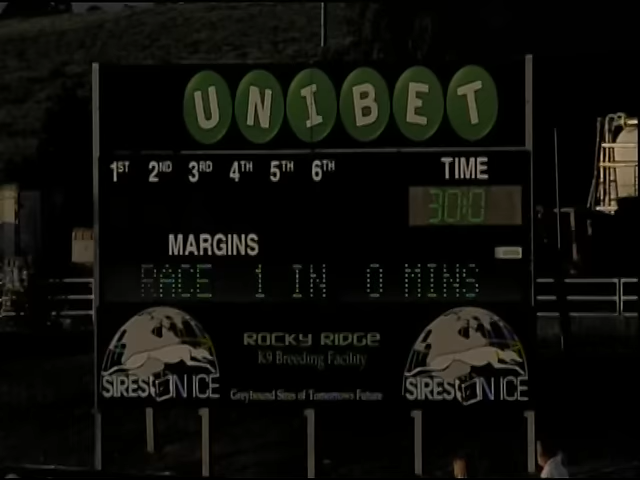 UNIBET
1ST 2ND 3RD 4TH 5TH 6TH TIME
30:0
MARGINS
RACE 1 IN 0 MINS
ROCKY RIDGE
K9 Breeding Facility
SIRES ON ICE
Greyhound Sires of Tomorrows Future
SIRES ON ICE